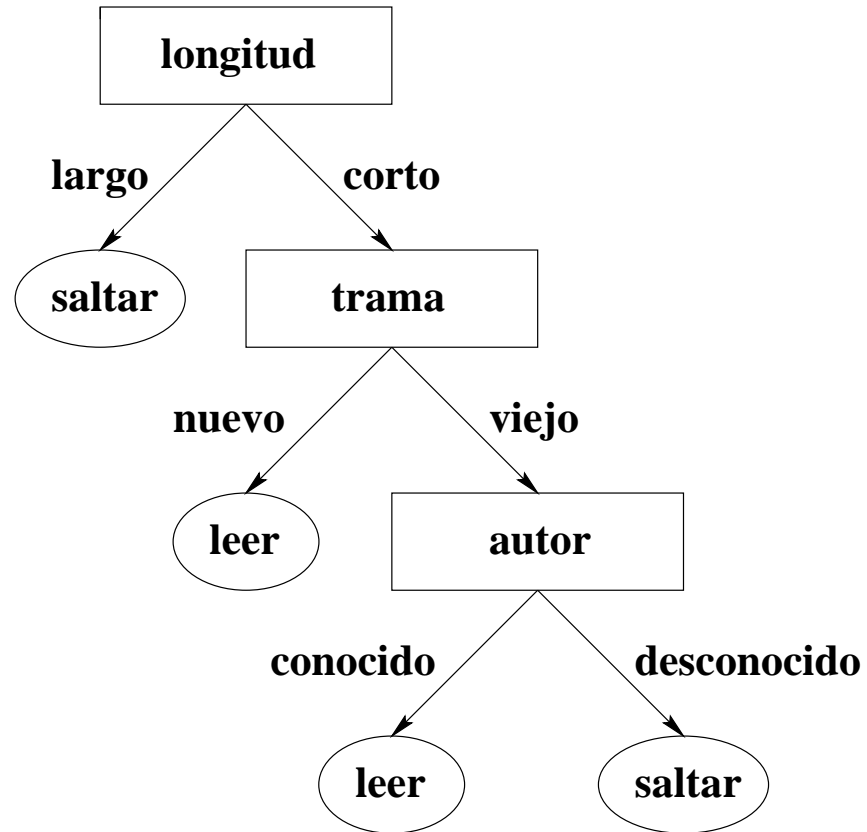 longitud
largo corto
saltar trama
nuevo viejo
leer autor
conocido desconocido
leer saltar